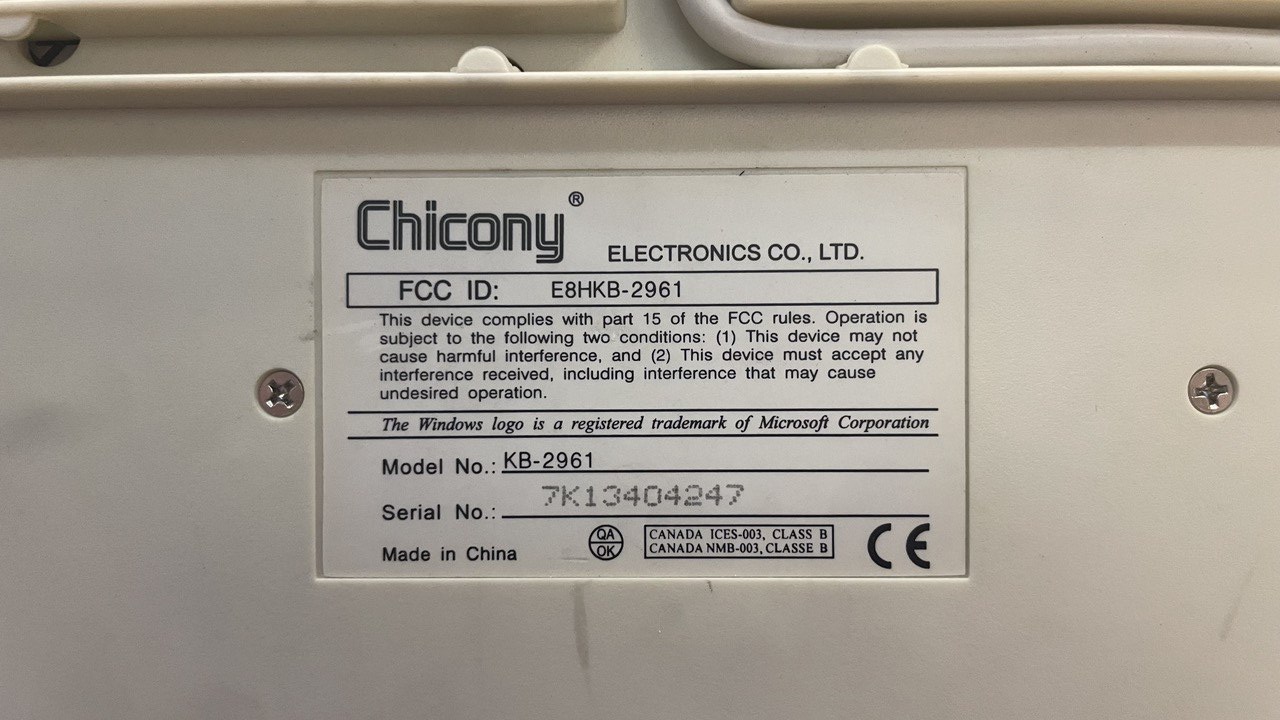 Chicony®
ELECTRONICS CO., LTD.
FCC ID: E8HKB-2961
This device complies with part 15 of the FCC rules. Operation is
subject to the following two conditions: (1) This device may not
cause harmful interference, and (2) This device must accept any
interference received, including interference that may cause
undesired operation.
The Windows logo is a registered trademark of Microsoft Corporation
Model No.: KB-2961
Serial No.: 7K13404247
Made in China
QA
OK
CANADA ICES-003, CLASS B
CANADA NMB-003, CLASSE B
CE